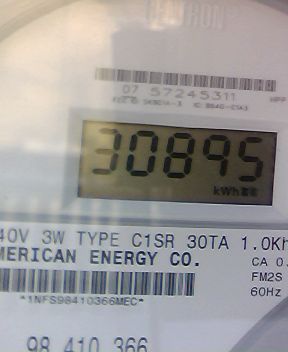 CENTRON
07 57245311
30895
kWh
40V 3W TYPE C1SR 30TA 1.0Kh
MERICAN ENERGY CO.
CA 0.
FM2S
*1NFS98410366MEC*
60Hz
98 410 366